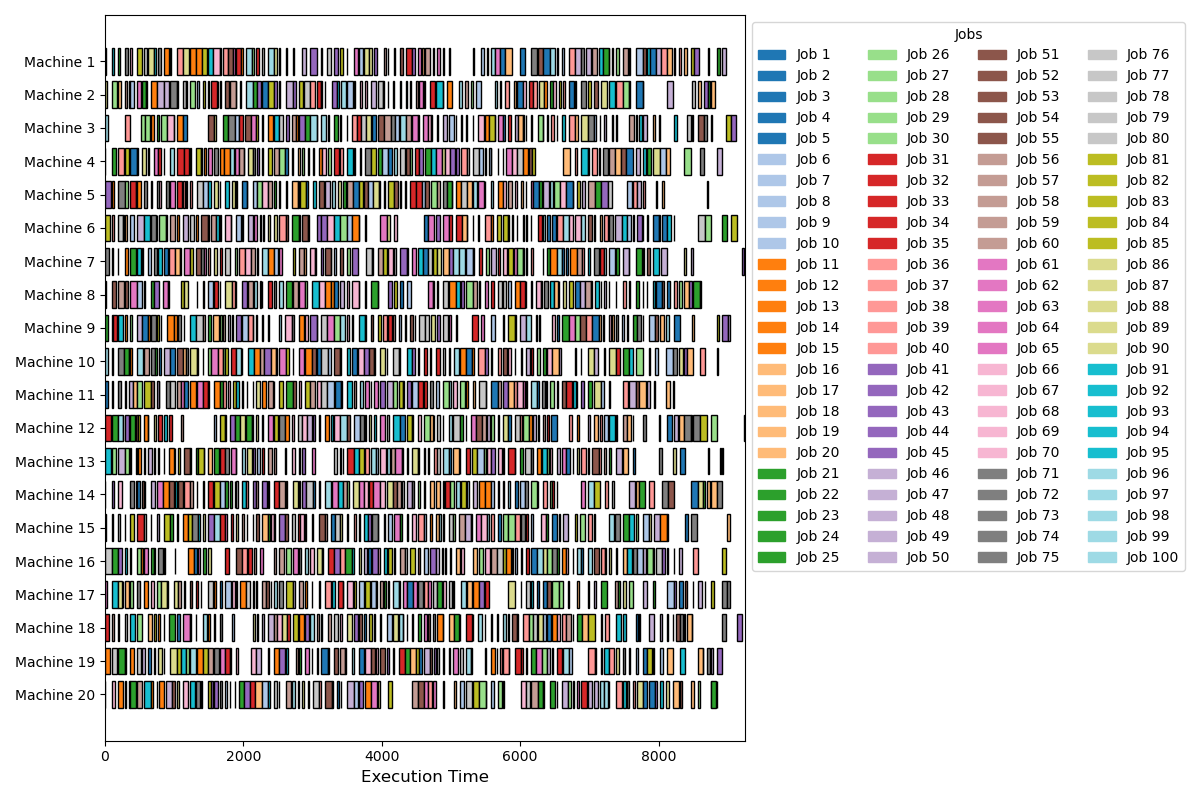 Machine 1
Machine 2
Machine 3
Machine 4
Machine 5
Machine 6
Machine 7
Machine 8
Machine 9
Machine 10
Machine 11
Machine 12
Machine 13
Machine 14
Machine 15
Machine 16
Machine 17
Machine 18
Machine 19
Machine 20
0 2000 4000 6000 8000
Execution Time
Jobs
Job 1 Job 26 Job 51 Job 76
Job 2 Job 27 Job 52 Job 77
Job 3 Job 28 Job 53 Job 78
Job 4 Job 29 Job 54 Job 79
Job 5 Job 30 Job 55 Job 80
Job 6 Job 31 Job 56 Job 81
Job 7 Job 32 Job 57 Job 82
Job 8 Job 33 Job 58 Job 83
Job 9 Job 34 Job 59 Job 84
Job 10 Job 35 Job 60 Job 85
Job 11 Job 36 Job 61 Job 86
Job 12 Job 37 Job 62 Job 87
Job 13 Job 38 Job 63 Job 88
Job 14 Job 39 Job 64 Job 89
Job 15 Job 40 Job 65 Job 90
Job 16 Job 41 Job 66 Job 91
Job 17 Job 42 Job 67 Job 92
Job 18 Job 43 Job 68 Job 93
Job 19 Job 44 Job 69 Job 94
Job 20 Job 45 Job 70 Job 95
Job 21 Job 46 Job 71 Job 96
Job 22 Job 47 Job 72 Job 97
Job 23 Job 48 Job 73 Job 98
Job 24 Job 49 Job 74 Job 99
Job 25 Job 50 Job 75 Job 100